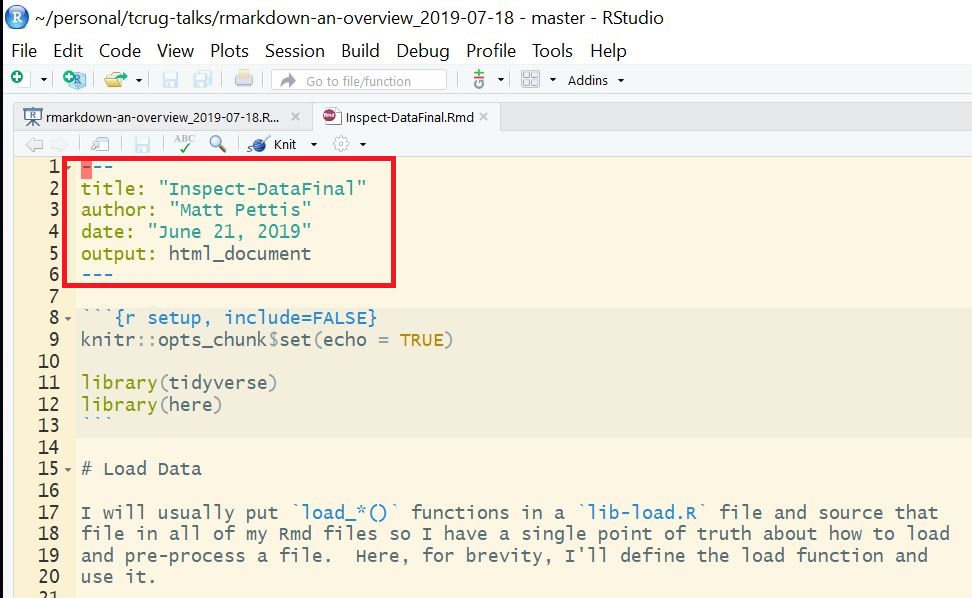 ~/personal/tcrug-talks/rmarkdown-an-overview_2019-07-18 - master - RStudio
File Edit Code View Plots Session Build Debug Profile Tools Help
Go to file/function Addins
rmarkdown-an-overview_2019-07-18.R... Inspect-DataFinal.Rmd
ABC Knit
1 ---
2 title: "Inspect-DataFinal"
3 author: "Matt Pettis"
4 date: "June 21, 2019"
5 output: html_document
6 ---
7
8 ```{r setup, include=FALSE}
9 knitr::opts_chunk$set(echo = TRUE)
10
11 library(tidyverse)
12 library(here)
13 ```
14
15 # Load Data
16
17 I will usually put `load_*()` functions in a `lib-load.R` file and source that
18 file in all of my Rmd files so I have a single point of truth about how to load
19 and pre-process a file.  Here, for brevity, I'll define the load function and
20 use it.
21